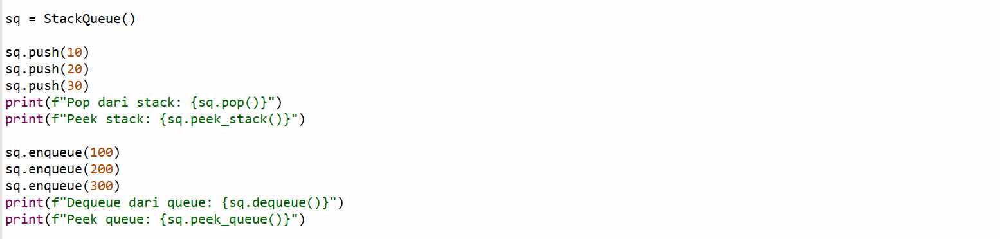 sq = StackQueue()
sq.push(10)
sq.push(20)
sq.push(30)
print(f"Pop dari stack: {sq.pop()}")
print(f"Peek stack: {sq.peek_stack()}")
sq.enqueue(100)
sq.enqueue(200)
sq.enqueue(300)
print(f"Dequeue dari queue: {sq.dequeue()}")
print(f"Peek queue: {sq.peek_queue()}")